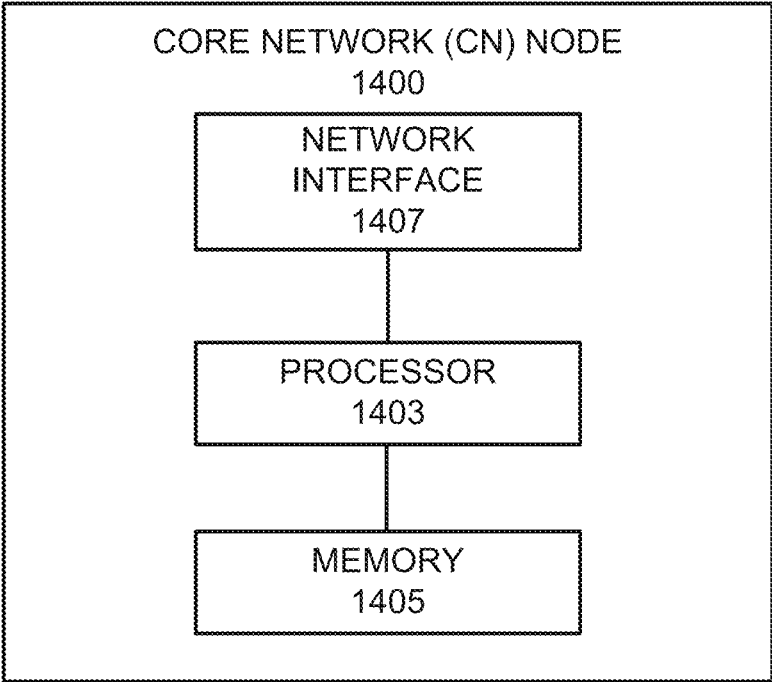 CORE NETWORK (CN) NODE
1400
NETWORK
INTERFACE
1407
PROCESSOR
1403
MEMORY
1405